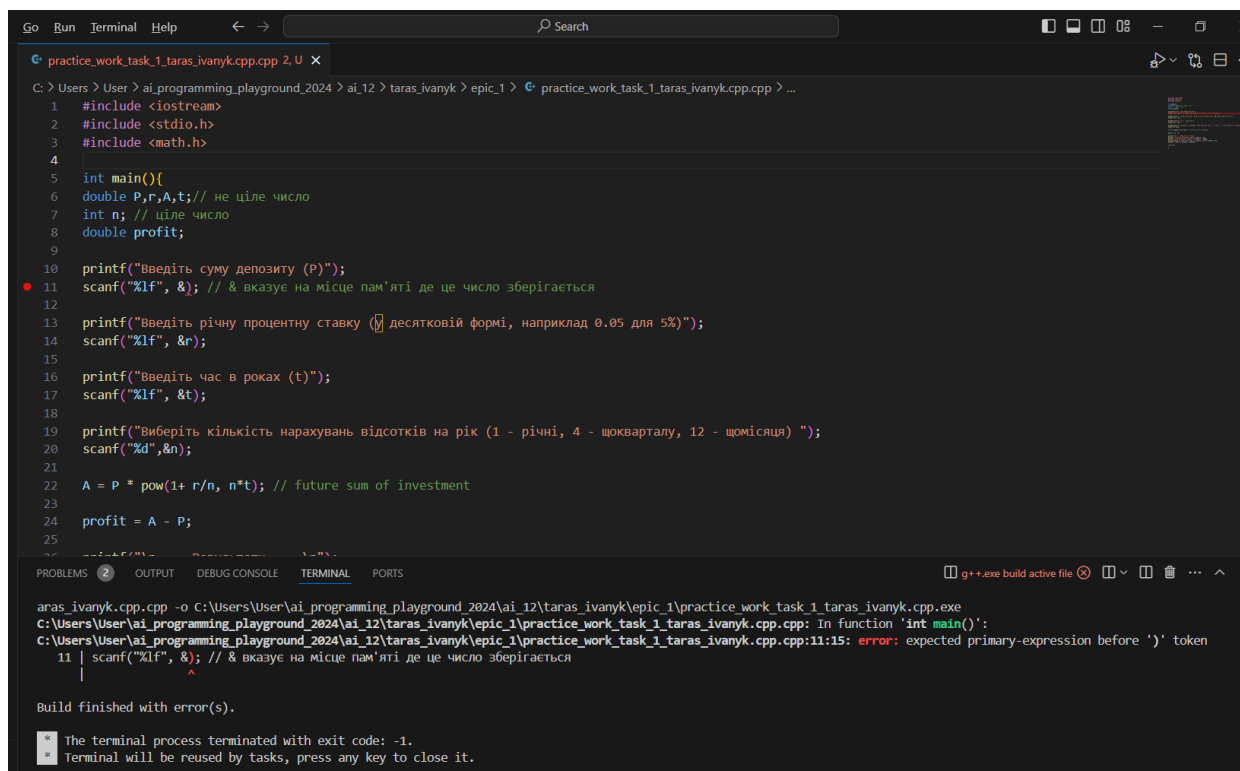 Go Run Terminal Help ← → Search
practice_work_task_1_taras_ivanyk.cpp.cpp 2, U ×
C: > Users > User > ai_programming_playground_2024 > ai_12 > taras_ivanyk > epic_1 > practice_work_task_1_taras_ivanyk.cpp.cpp > ...
1 #include <iostream>
2 #include <stdio.h>
3 #include <math.h>
4
5 int main(){
6 double P,r,A,t;// не ціле число
7 int n; // ціле число
8 double profit;
9
10 printf("Введіть суму депозиту (P)");
11 scanf("%lf", &); // & вказує на місце пам'яті де це число зберігається
12
13 printf("Введіть річну процентну ставку (у десятковій формі, наприклад 0.05 для 5%)");
14 scanf("%lf", &r);
15
16 printf("Введіть час в роках (t)");
17 scanf("%lf", &t);
18
19 printf("Виберіть кількість нарахувань відсотків на рік (1 - річні, 4 - щокварталу, 12 - щомісяця) ");
20 scanf("%d",&n);
21
22 A = P * pow(1+ r/n, n*t); // future sum of investment
23
24 profit = A - P;
25
PROBLEMS 2 OUTPUT DEBUG CONSOLE TERMINAL PORTS g++.exe build active file
aras_ivanyk.cpp.cpp -o C:\Users\User\ai_programming_playground_2024\ai_12\taras_ivanyk\epic_1\practice_work_task_1_taras_ivanyk.cpp.exe
C:\Users\User\ai_programming_playground_2024\ai_12\taras_ivanyk\epic_1\practice_work_task_1_taras_ivanyk.cpp.cpp: In function 'int main()':
C:\Users\User\ai_programming_playground_2024\ai_12\taras_ivanyk\epic_1\practice_work_task_1_taras_ivanyk.cpp.cpp:11:15: error: expected primary-expression before ')' token
11 | scanf("%lf", &); // & вказує на місце пам'яті де це число зберігається
| ^
Build finished with error(s).
* The terminal process terminated with exit code: -1.
* Terminal will be reused by tasks, press any key to close it.